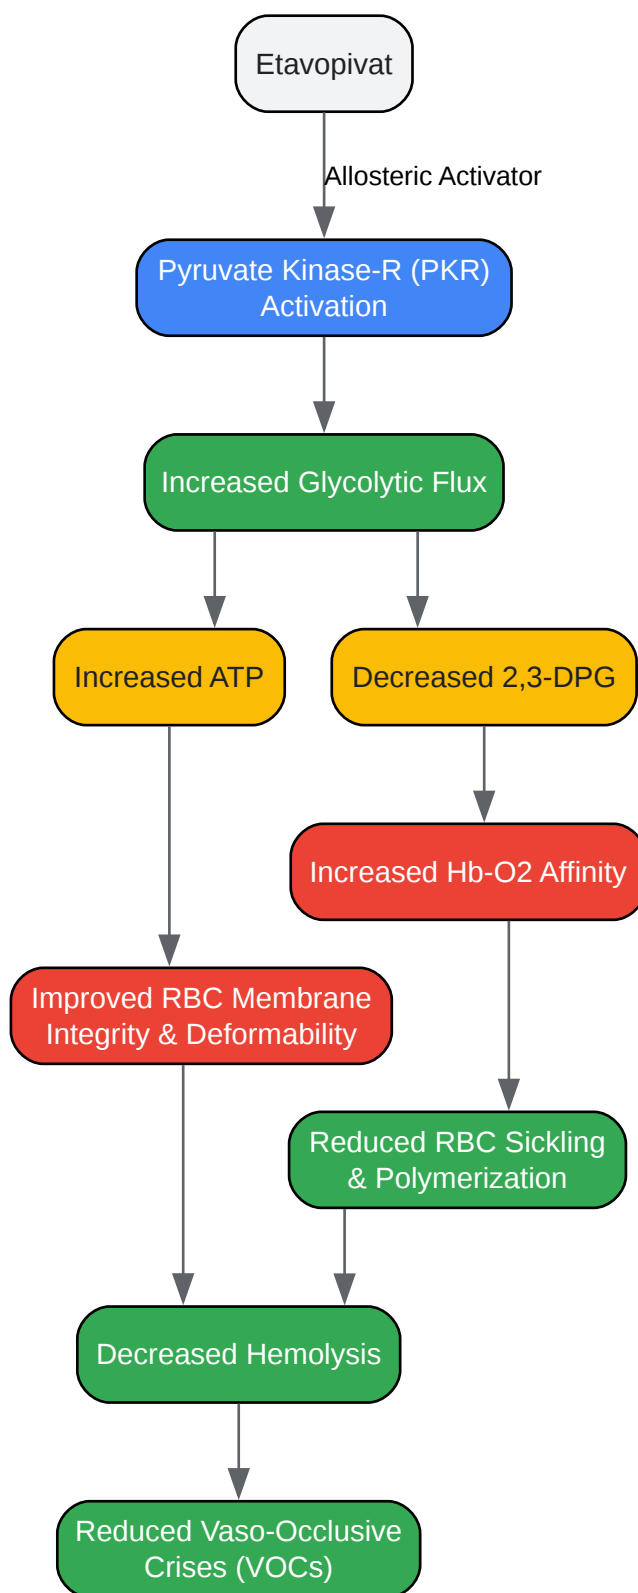 Etavopivat
Allosteric Activator
Pyruvate Kinase-R (PKR)
Activation
Increased Glycolytic Flux
Increased ATP
Decreased 2,3-DPG
Increased Hb-O2 Affinity
Improved RBC Membrane
Integrity & Deformability
Reduced RBC Sickling
& Polymerization
Decreased Hemolysis
Reduced Vaso-Occlusive
Crises (VOCs)